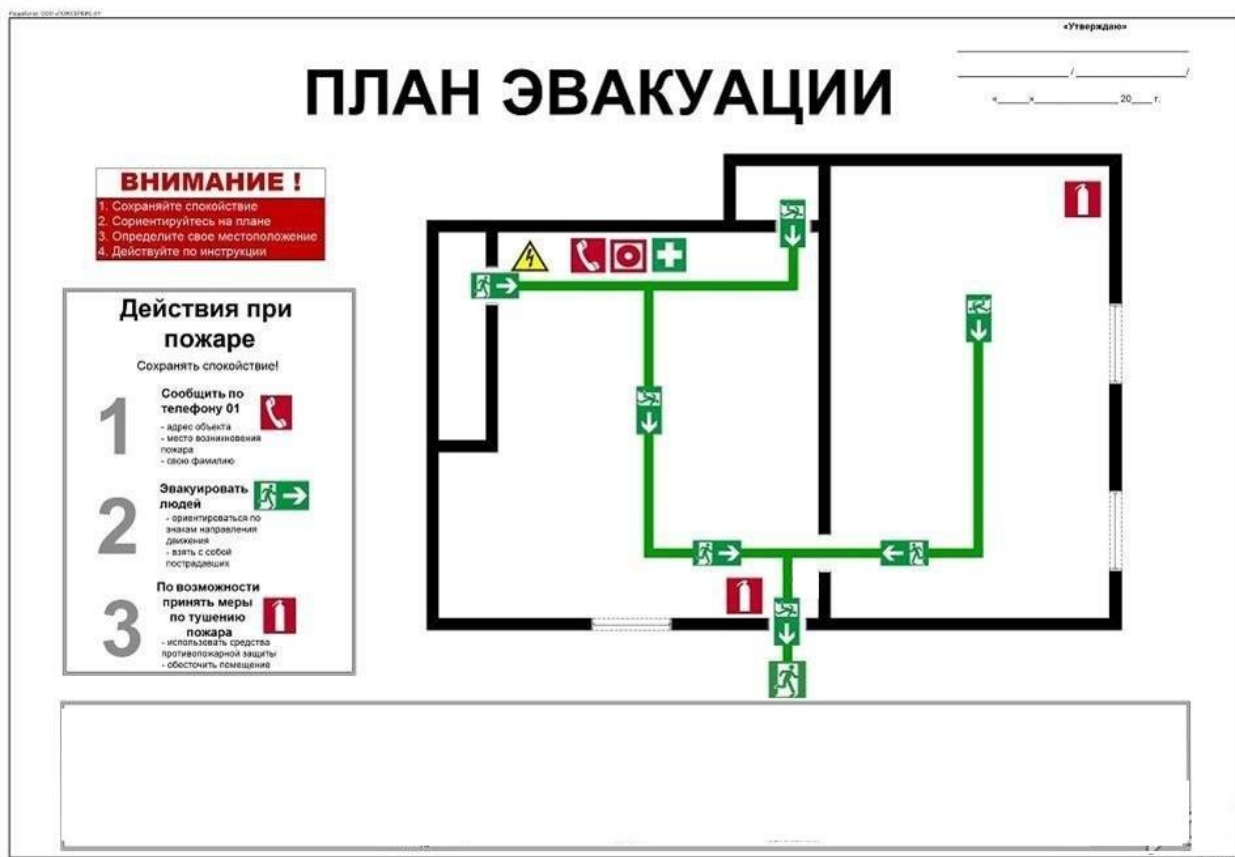 «Утверждаю»
/ /
«____»______________ 20___ г.
ПЛАН ЭВАКУАЦИИ
ВНИМАНИЕ !
1. Сохраняйте спокойствие
2. Сориентируйтесь на плане
3. Определите свое местоположение
4. Действуйте по инструкции
Действия при
пожаре
Сохранять спокойствие!
1
Сообщить по
телефону 01
- адрес объекта
- место возникновения
пожара
- свою фамилию
2
Эвакуировать
людей
- ориентироваться по
знакам направления
движения
- взять с собой
пострадавших
3
По возможности
принять меры
по тушению
пожара
- использовать средства
противопожарной защиты
- обесточить помещение